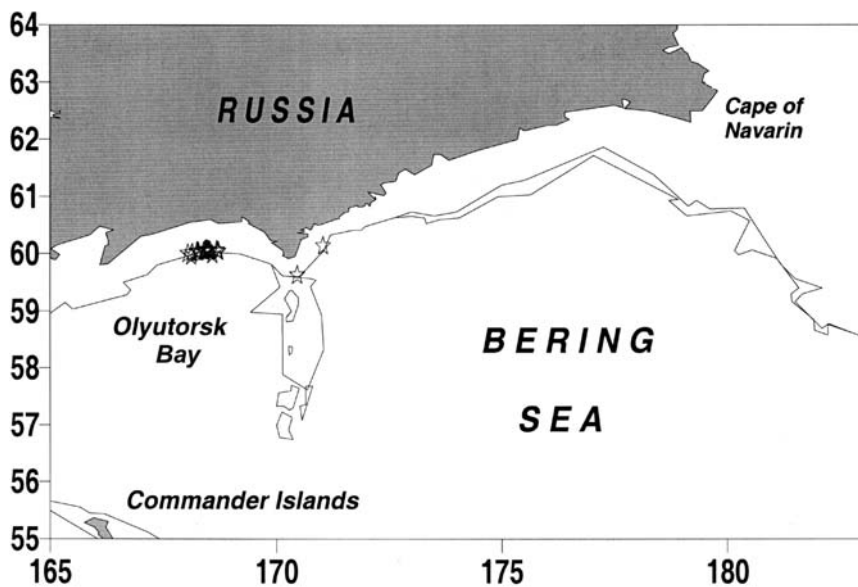 64
63
RUSSIA
Cape of
Navarin
62
61
60
59
Olyutorsk
Bay
BERING
58
57
SEA
56
Commander Islands
55
165
170
175
180